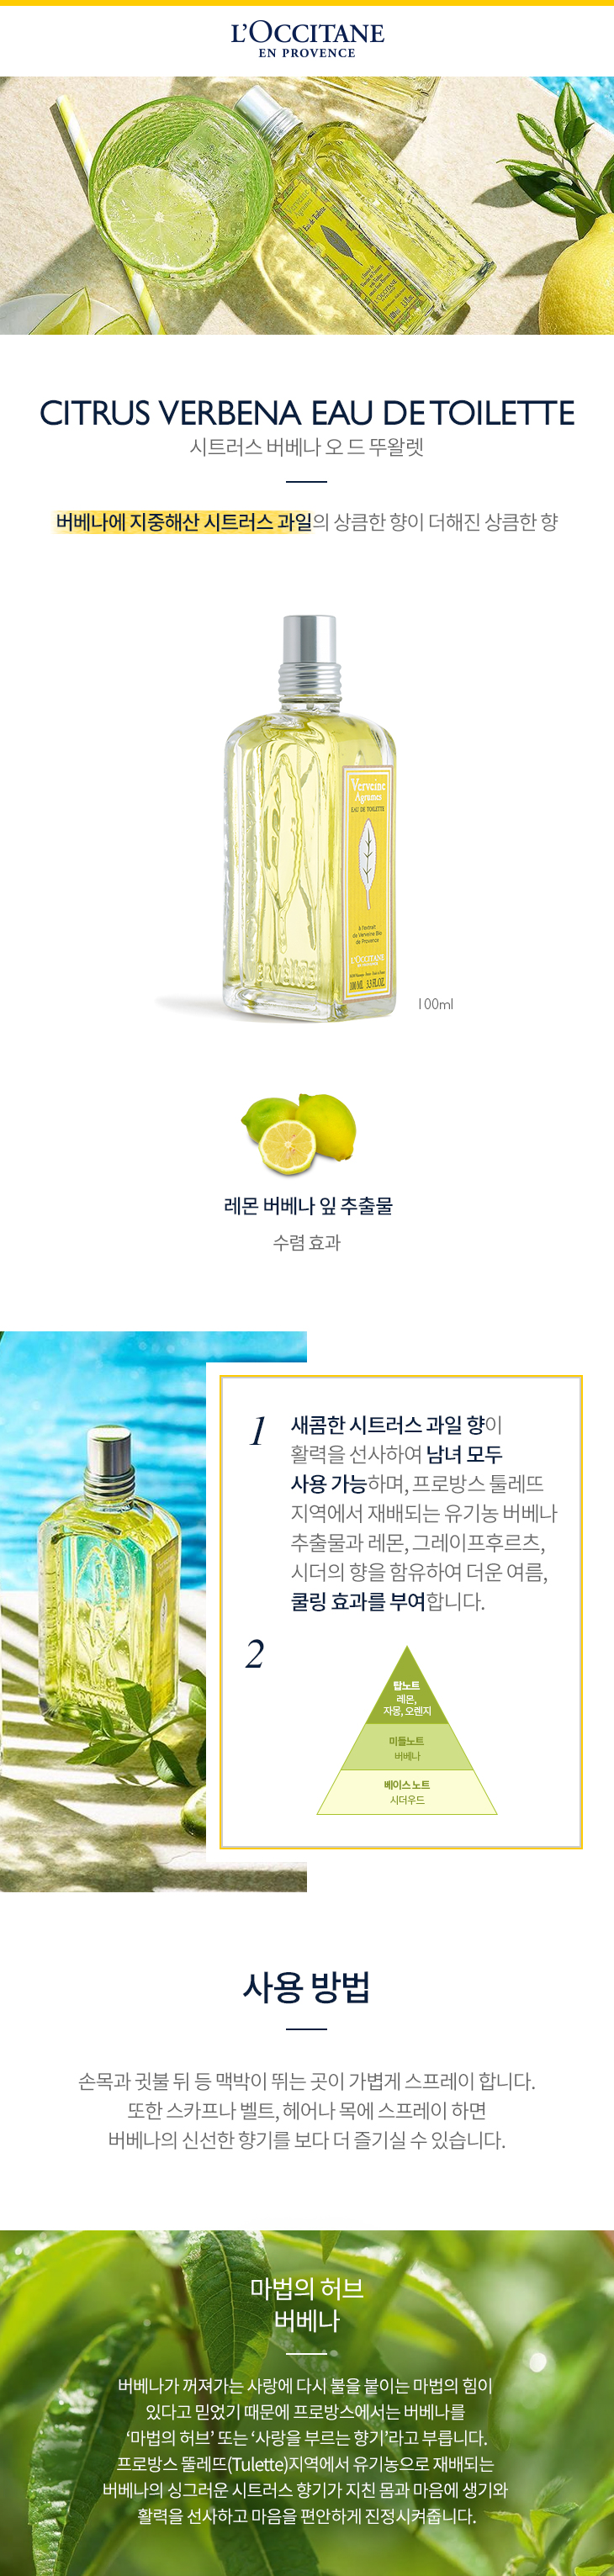 L'OCCITANE
EN PROVENCE
Eau de Toilette
L'OCCITANE
CITRUS VERBENA EAU DE TOILETTE
시트러스 버베나 오 드 뚜왈렛
버베나에 지중해산 시트러스 과일의 상큼한 향이 더해진 상큼한 향
Verveine
Agrumes
EAU DE TOILETTE
à l'extrait
de Verveine Bio
de Provence
L'OCCITANE
100 ML 3.3 FL.OZ.
100ml
레몬 버베나 잎 추출물
수렴 효과
1
새콤한 시트러스 과일 향이
활력을 선사하여 남녀 모두
사용 가능하며, 프로방스 뚤레뜨
지역에서 재배되는 유기농 버베나
추출물과 레몬, 그레이프후르츠,
시더의 향을 함유하여 더운 여름,
쿨링 효과를 부여합니다.
2
탑노트
레몬,
자몽, 오렌지
미들노트
버베나
베이스 노트
시더우드
사용 방법
손목과 귓불 뒤 등 맥박이 뛰는 곳이 가볍게 스프레이 합니다.
또한 스카프나 벨트, 헤어나 목에 스프레이 하면
버베나의 신선한 향기를 보다 더 즐기실 수 있습니다.
마법의 허브
버베나
버베나가 꺼져가는 사랑에 다시 불을 붙이는 마법의 힘이
있다고 믿었기 때문에 프로방스에서는 버베나를
‘마법의 허브’ 또는 ‘사랑을 부르는 향기’라고 부릅니다.
프로방스 뚤레뜨(Tulette)지역에서 유기농으로 재배되는
버베나의 싱그러운 시트러스 향기가 지친 몸과 마음에 생기와
활력을 선사하고 마음을 편안하게 진정시켜줍니다.